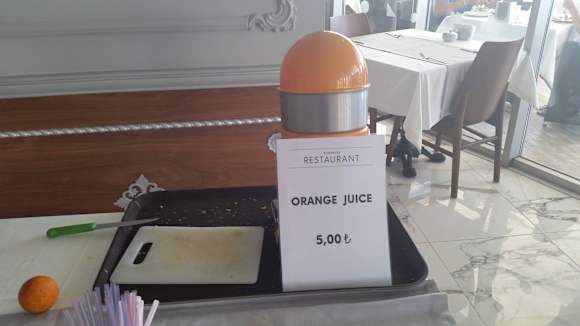 RESTAURANT
ORANGE JUICE
5,00 ₺